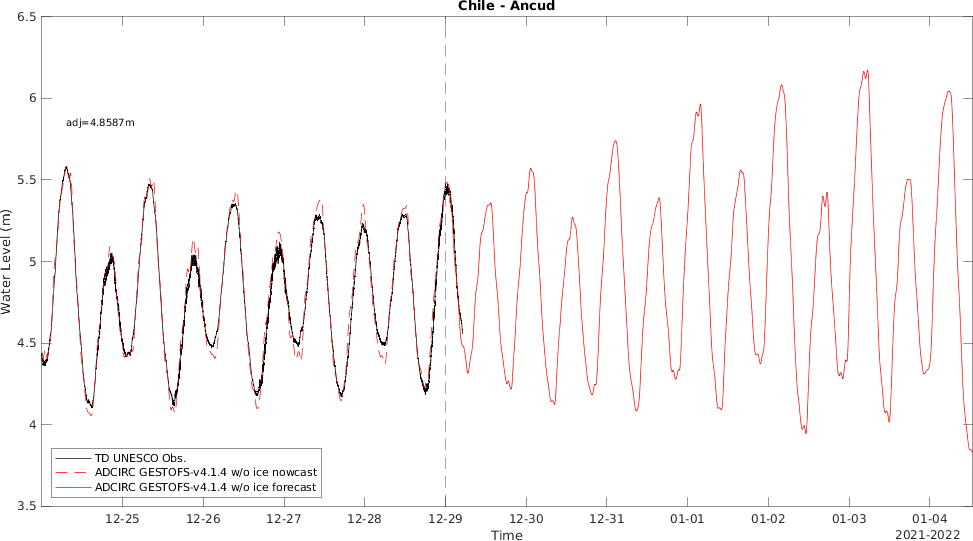 Chile - Ancud
6.5
6
5.5
5
4.5
4
3.5
Water Level (m)
adj=4.8587m
TD UNESCO Obs.
ADCIRC GESTOFS-v4.1.4 w/o ice nowcast
ADCIRC GESTOFS-v4.1.4 w/o ice forecast
12-25 12-26 12-27 12-28 12-29 12-30 12-31 01-01 01-02 01-03 01-04
Time
2021-2022